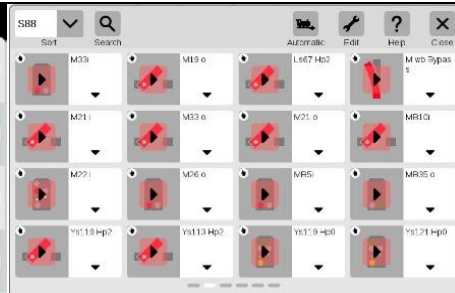 S88
Sort
Search
Automatic
Edit
Help
Close
M33i
M19 o
Ls67 Hp2
M wb Bypas
s
M21 i
M33 o
M21 o
MB10i
M22 i
M26 o
MB5i
MB35 o
Ys119 Hp2
Ys113 Hp2
Ys119 Hp0
Ys121 Hp0